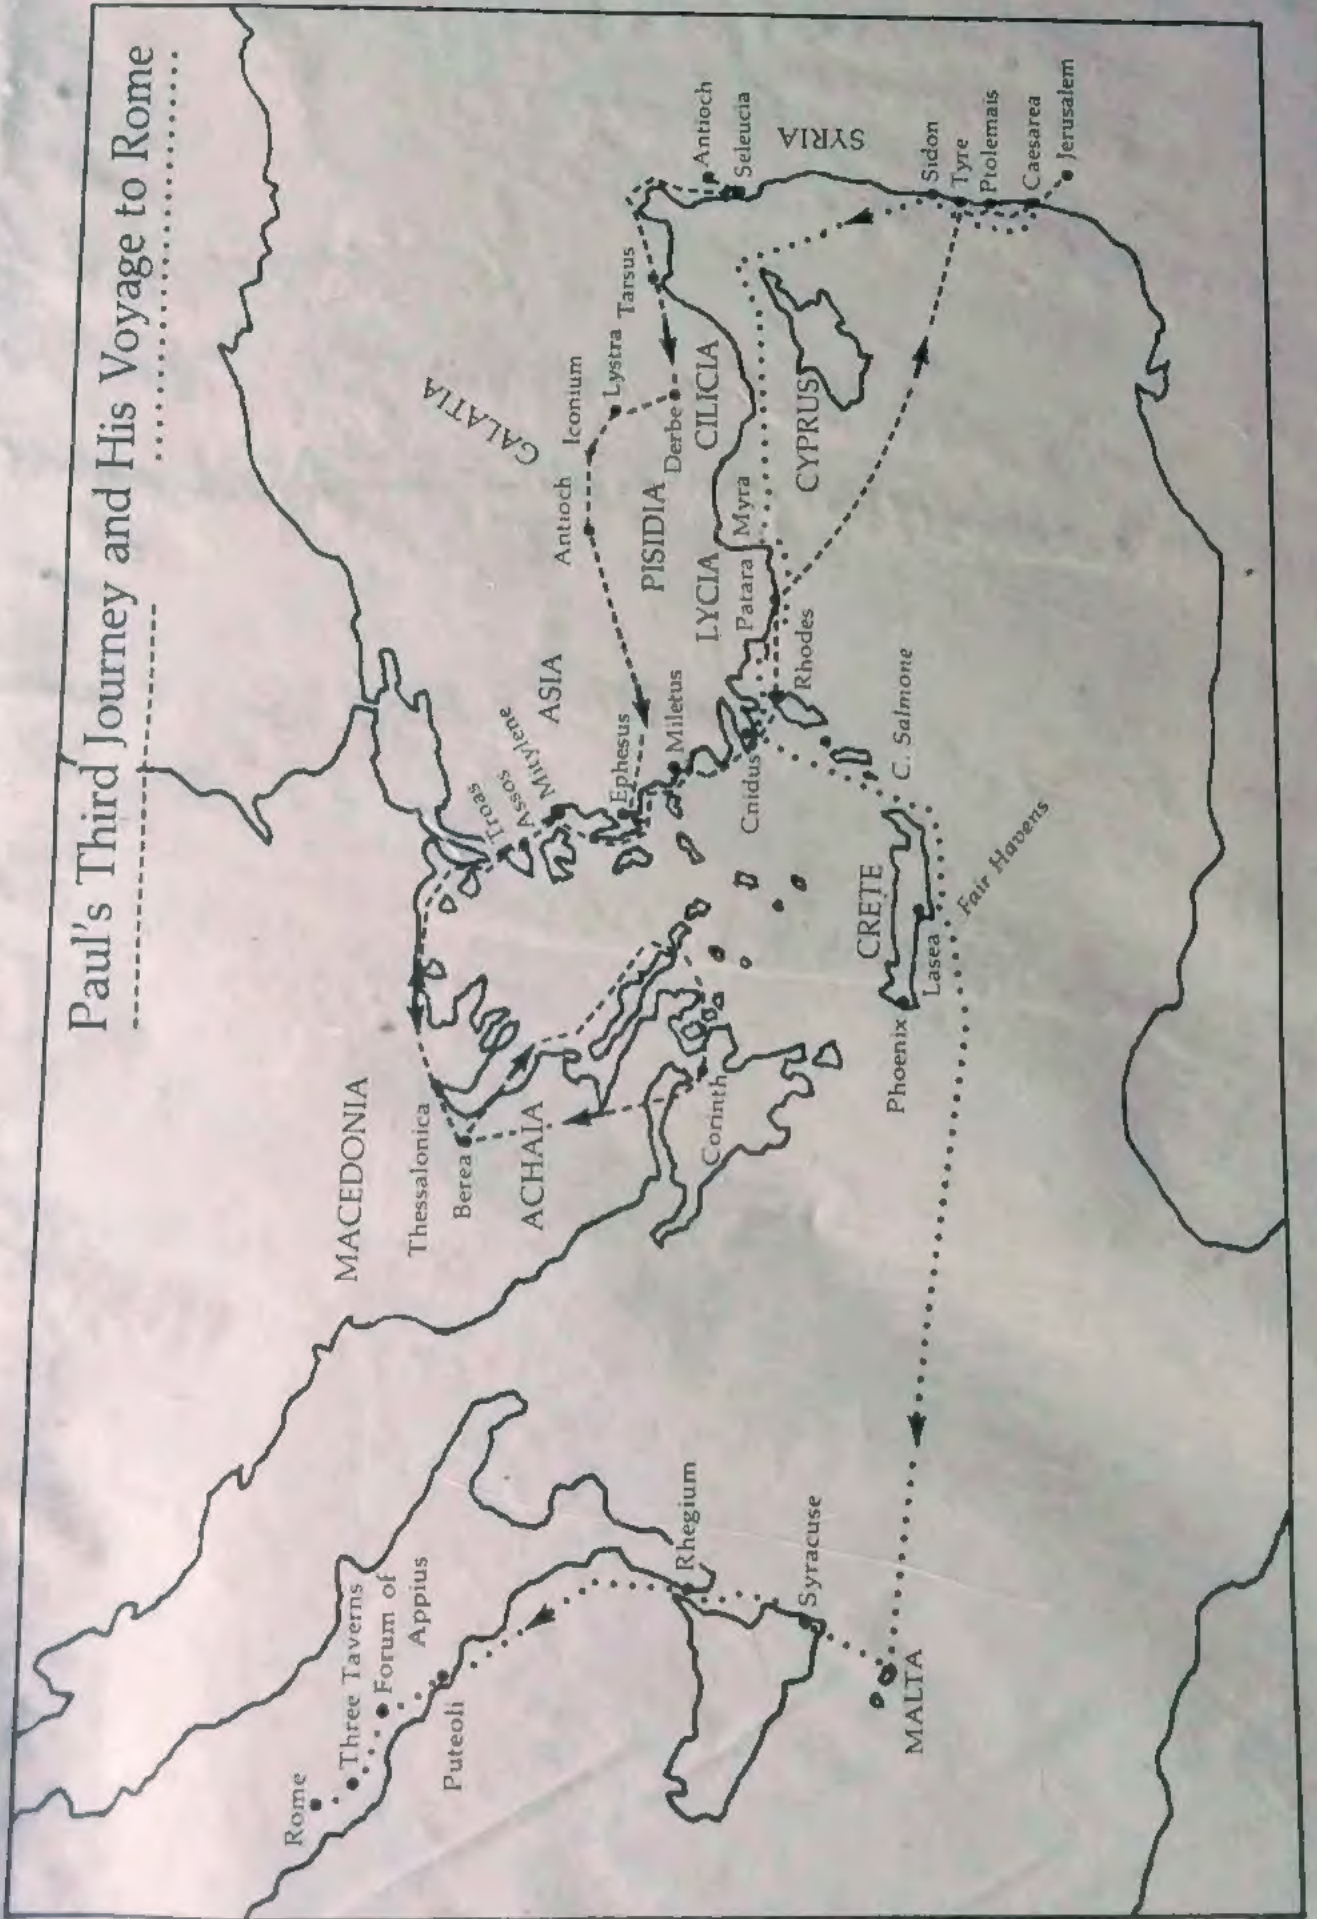 Paul's Third Journey and His Voyage to Rome
MACEDONIA
Thessalonica
Berea
ACHAIA
Corinth
Rome
Three Taverns
Forum of
Appius
Puteoli
Rhegium
Syracuse
MALTA
Troas
Assos
Mitylene
ASIA
Ephesus
Miletus
Cnidus
Rhodes
C. Salmone
CRETE
Phoenix
Lasea
Fair Havens
GALATIA
Antioch
Iconium
Lystra
Derbe
Tarsus
PISIDIA
CILICIA
LYCIA
Patara
Myra
CYPRUS
Antioch
Seleucia
SYRIA
Sidon
Tyre
Ptolemais
Caesarea
Jerusalem